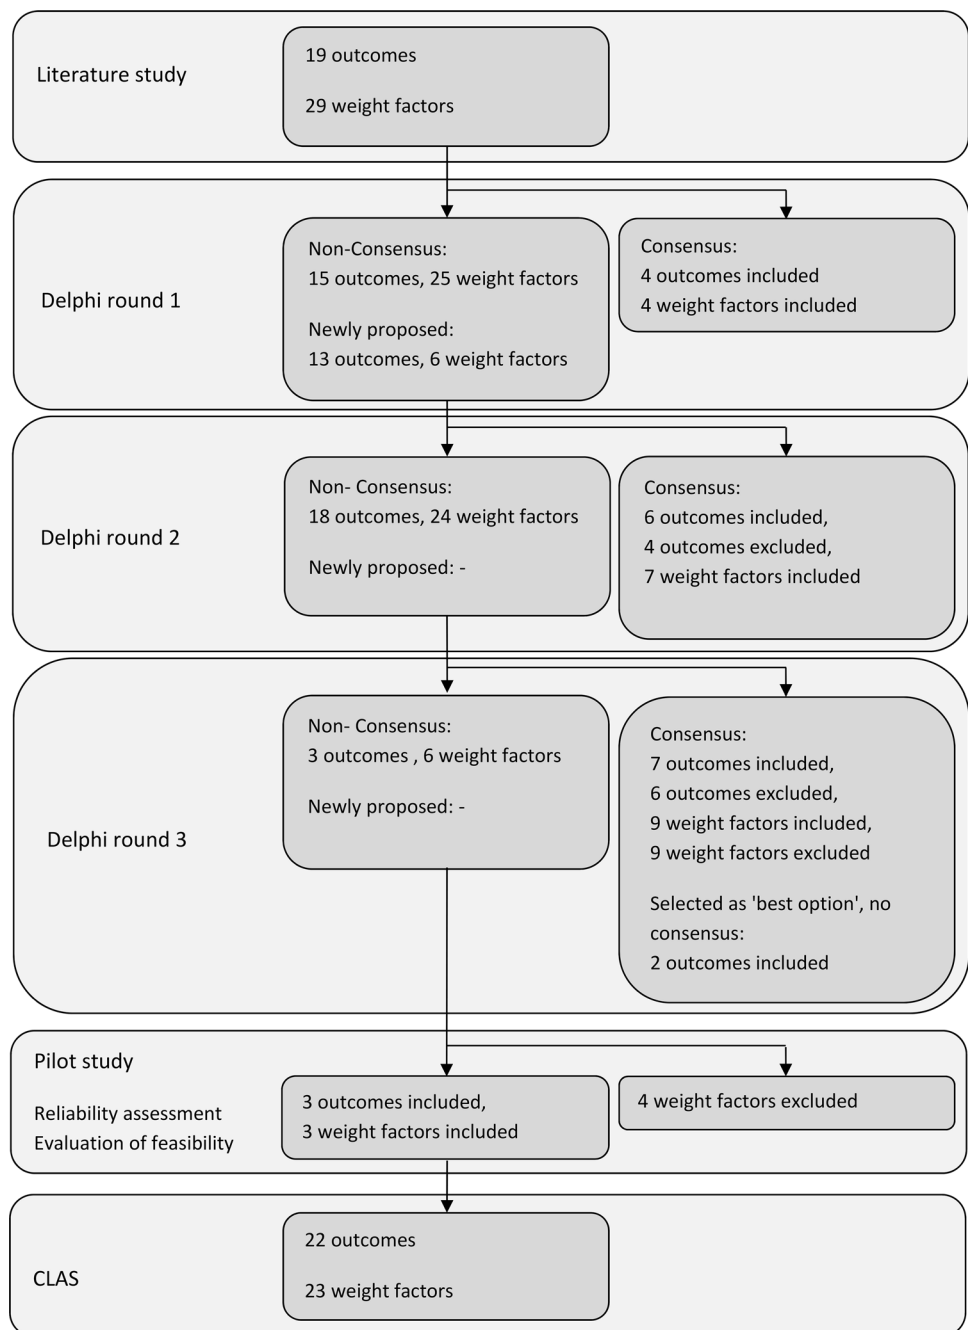 Literature study
19 outcomes
29 weight factors
Delphi round 1
Non-Consensus:
15 outcomes, 25 weight factors
Newly proposed:
13 outcomes, 6 weight factors
Consensus:
4 outcomes included
4 weight factors included
Delphi round 2
Non- Consensus:
18 outcomes, 24 weight factors
Newly proposed: -
Consensus:
6 outcomes included,
4 outcomes excluded,
7 weight factors included
Delphi round 3
Non- Consensus:
3 outcomes , 6 weight factors
Newly proposed: -
Consensus:
7 outcomes included,
6 outcomes excluded,
9 weight factors included,
9 weight factors excluded
Selected as 'best option', no
consensus:
2 outcomes included
Pilot study
Reliability assessment
Evaluation of feasibility
3 outcomes included,
3 weight factors included
4 weight factors excluded
CLAS
22 outcomes
23 weight factors